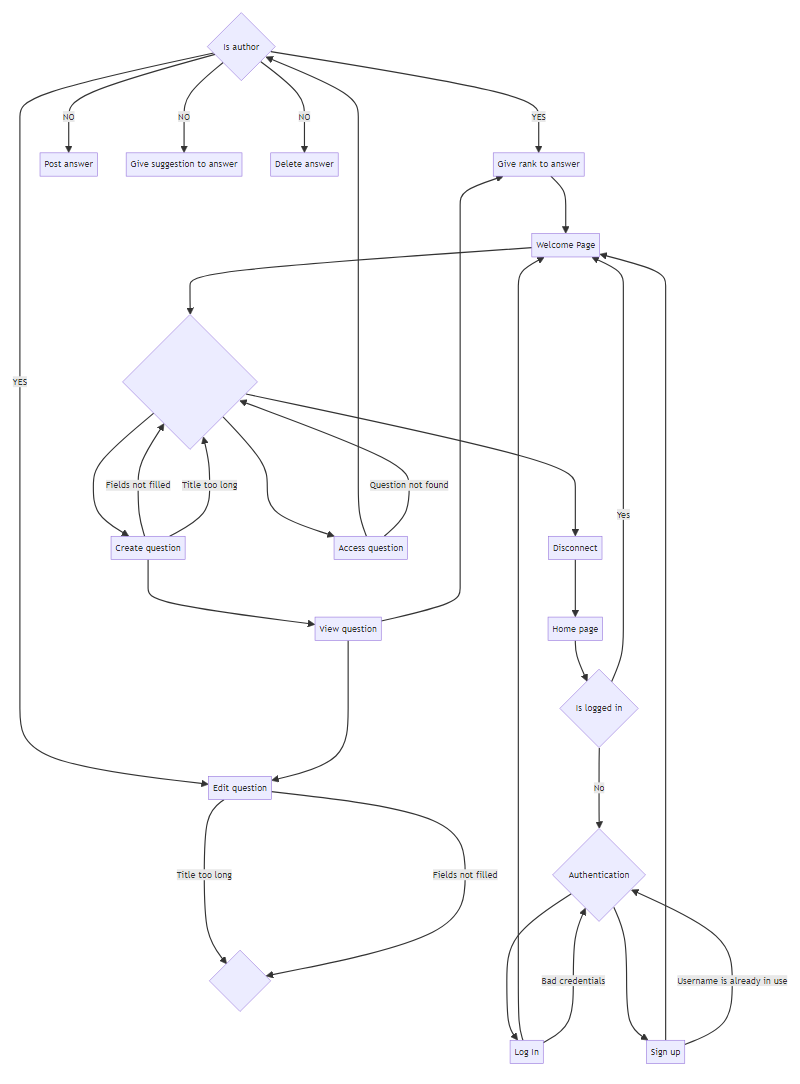 Is author
NO
NO
NO
YES
Post answer
Give suggestion to answer
Delete answer
Give rank to answer
Welcome Page
YES
Fields not filled
Title too long
Question not found
Yes
Create question
Access question
Disconnect
View question
Home page
Is logged in
Edit question
No
Title too long
Fields not filled
Authentication
Bad credentials
Username is already in use
Log In
Sign up